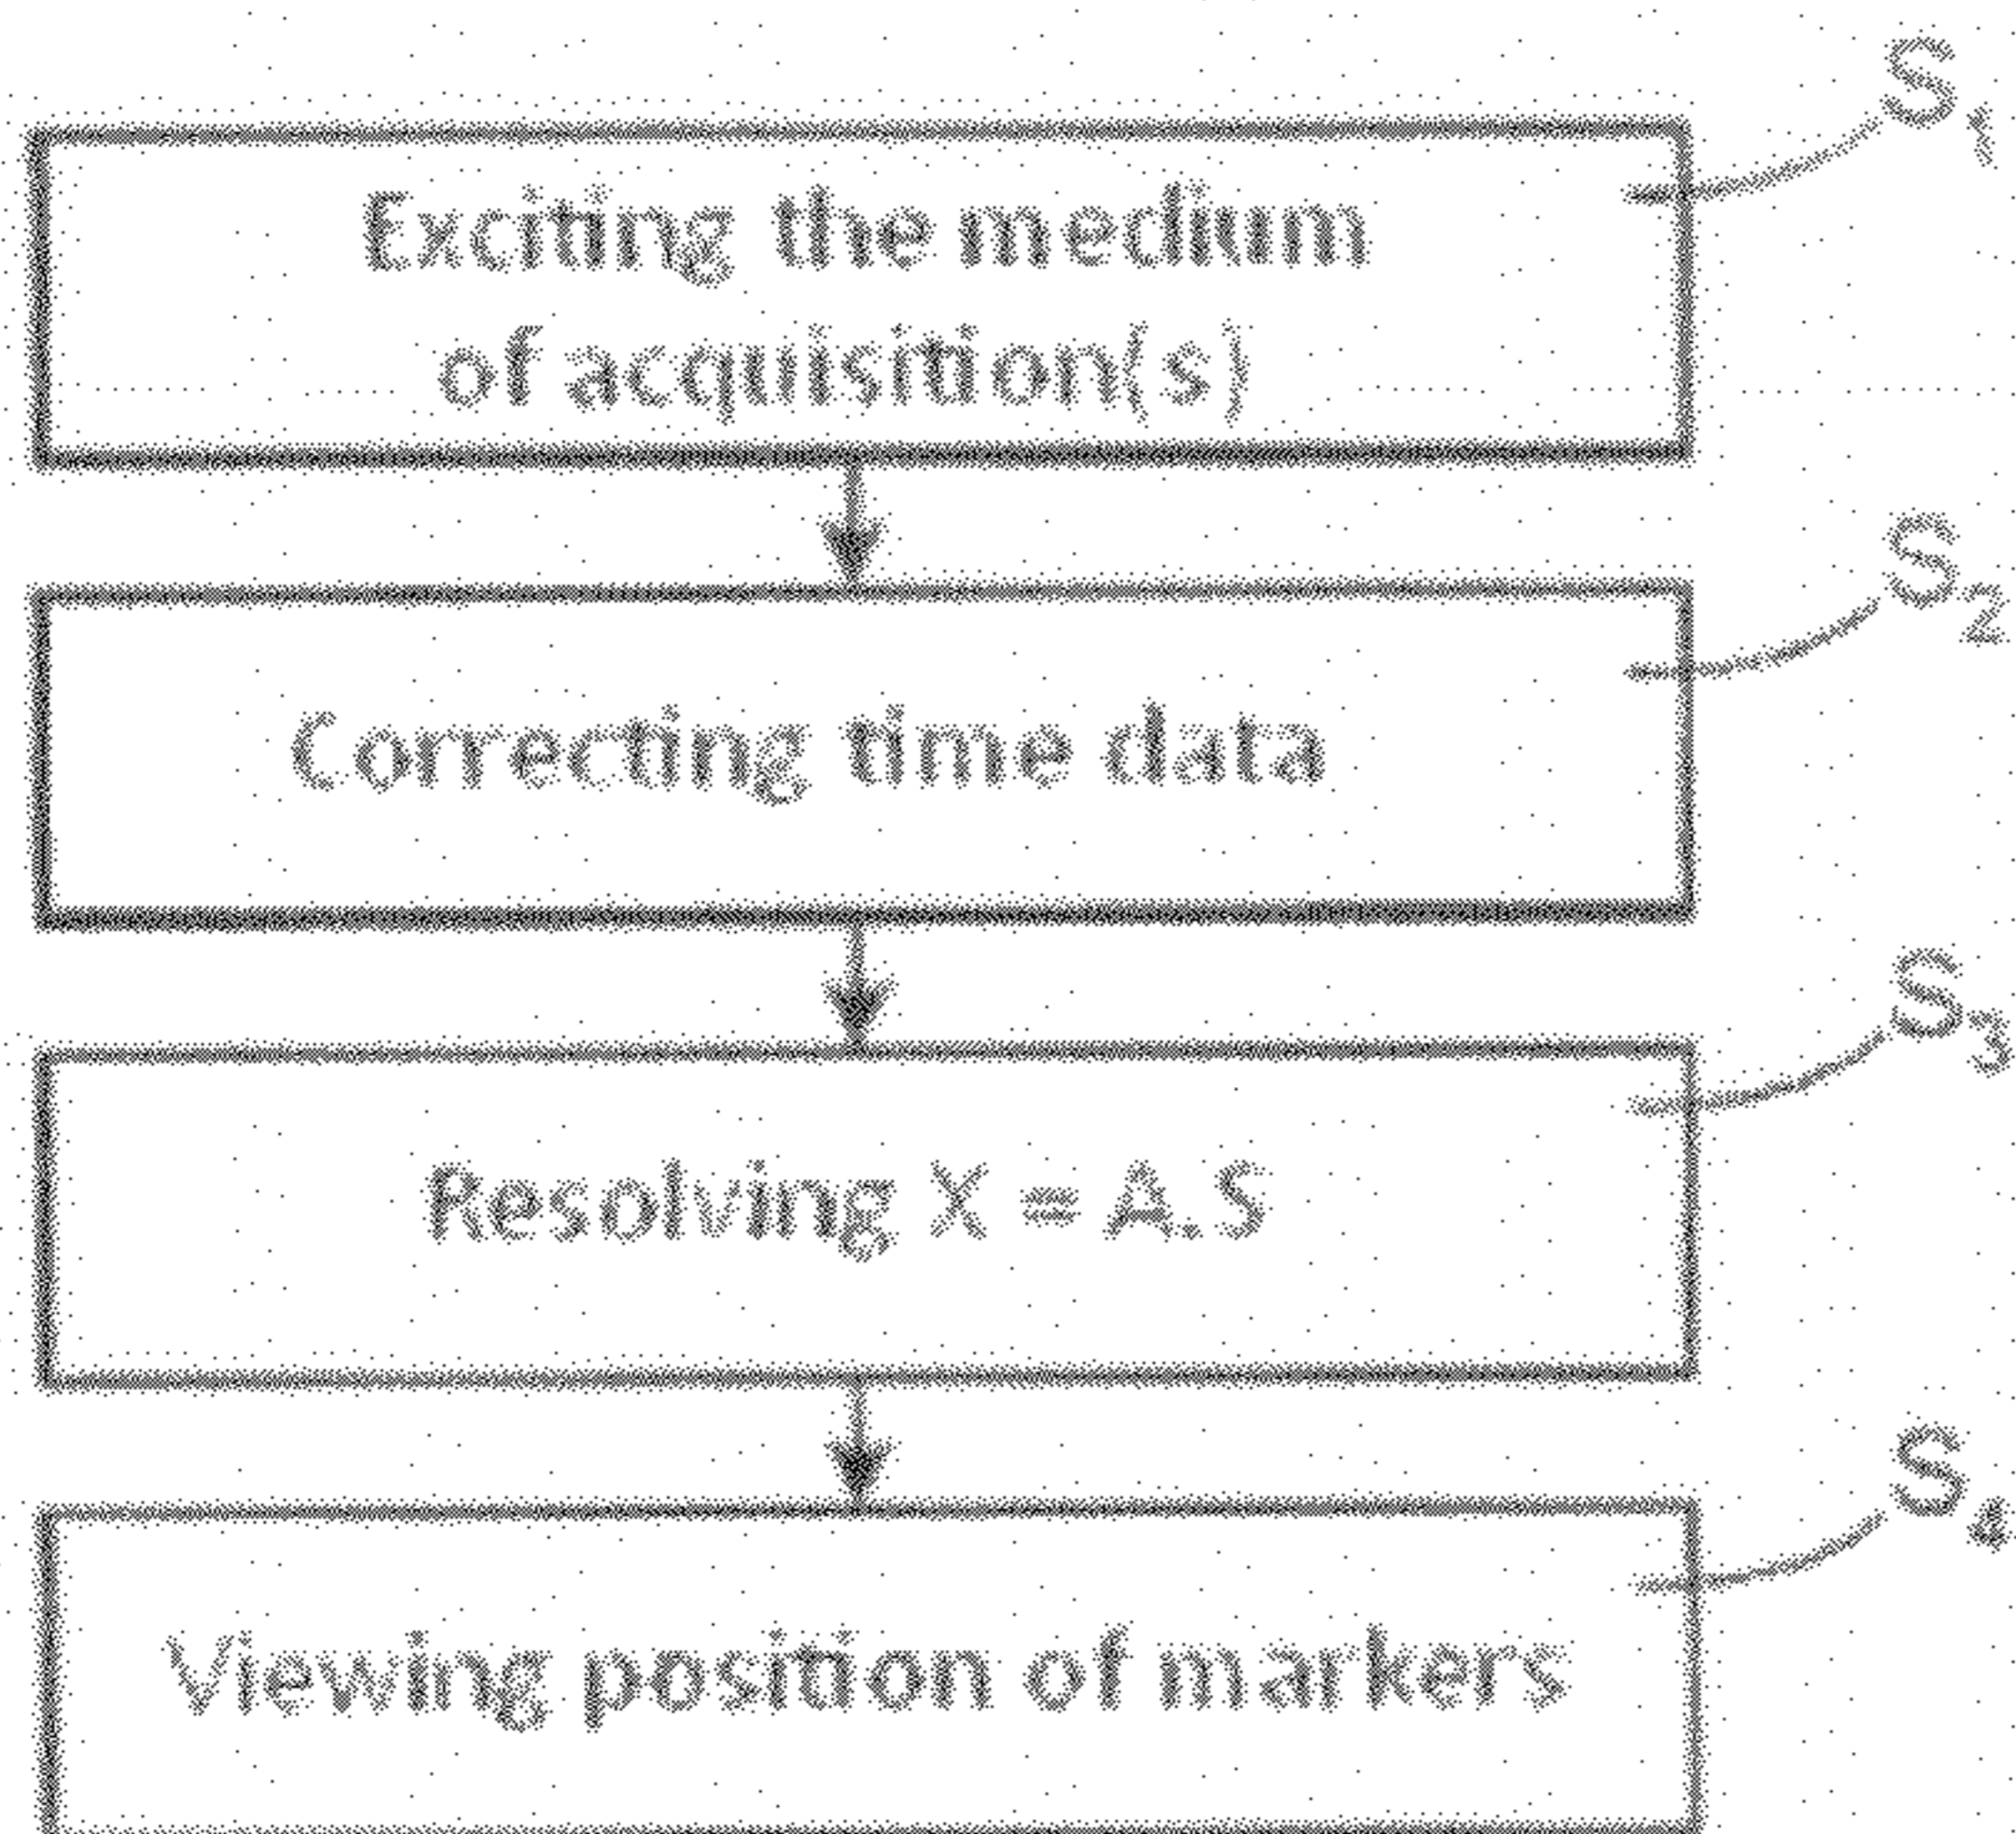 S1
Exciting the medium
of acquisition(s)
S2
Correcting time data
S3
Resolving X = A.S
S4
Viewing position of markers